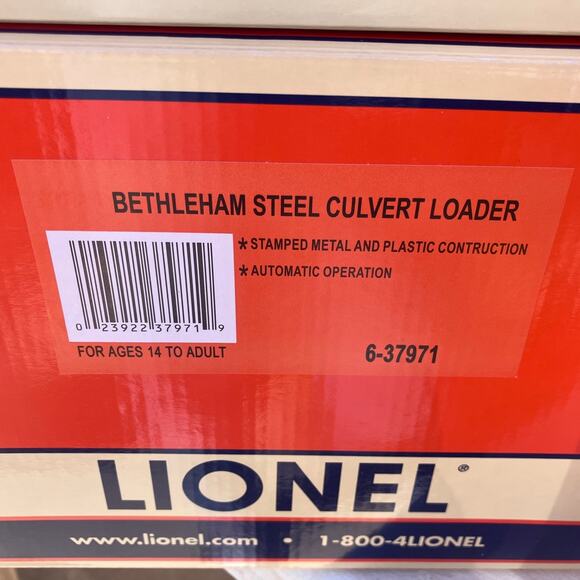 BETHLEHAM STEEL CULVERT LOADER
* STAMPED METAL AND PLASTIC CONTRUCTION
* AUTOMATIC OPERATION
0 23922 37971 9
FOR AGES 14 TO ADULT
6-37971
LIONEL®
www.lionel.com • 1-800-4LIONEL